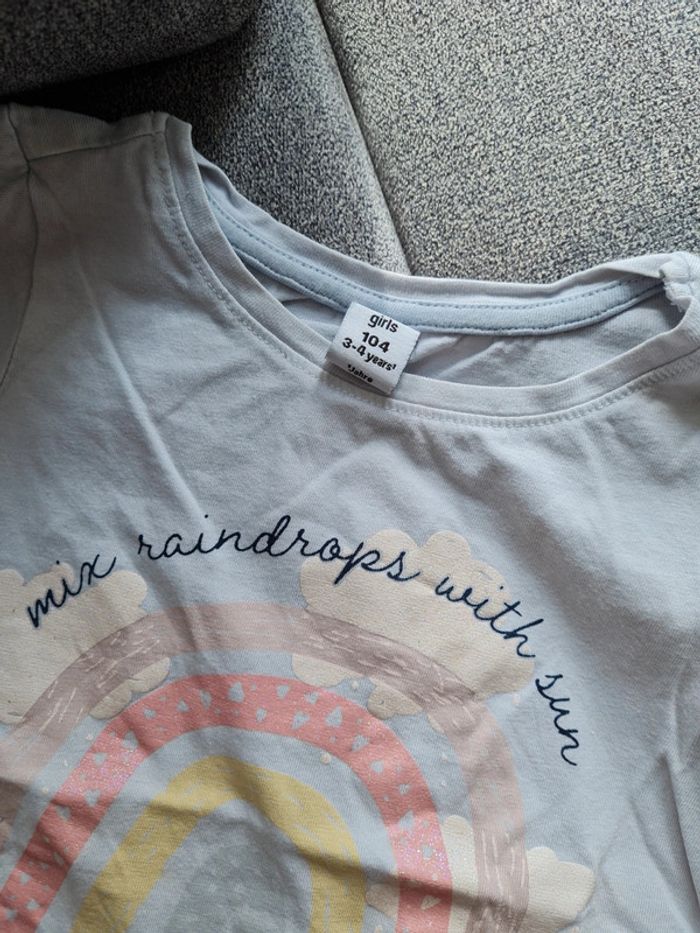 girls
104
3-4 years¹
¹Jahre
mix raindrops with sun